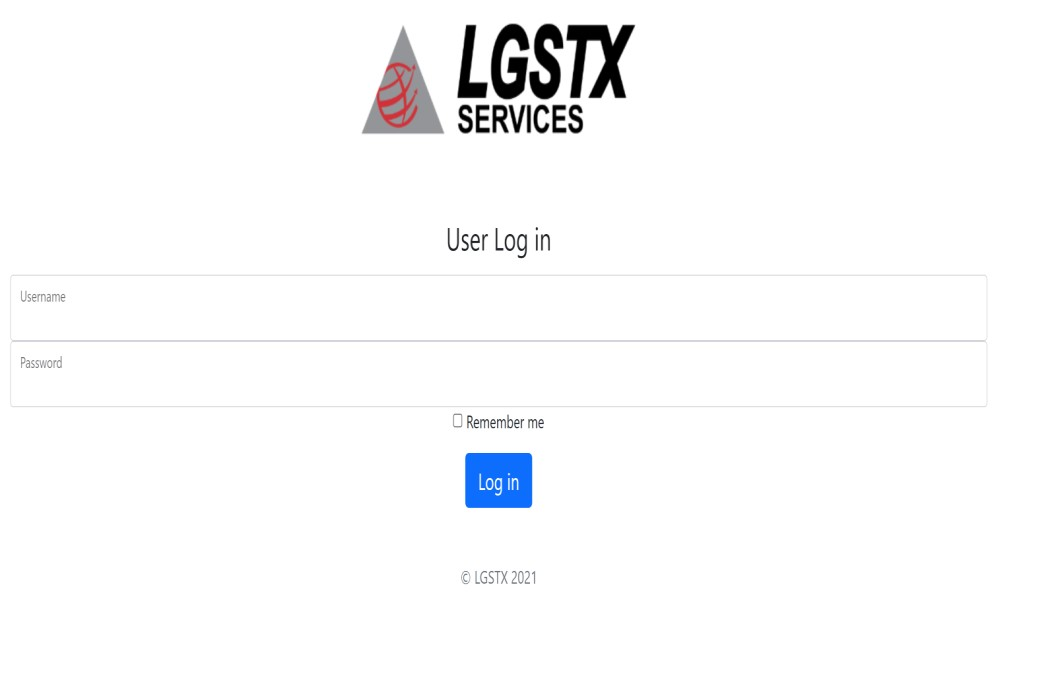 LGSTX
SERVICES
User Log in
Username
Password
Remember me
Log in
© LGSTX 2021